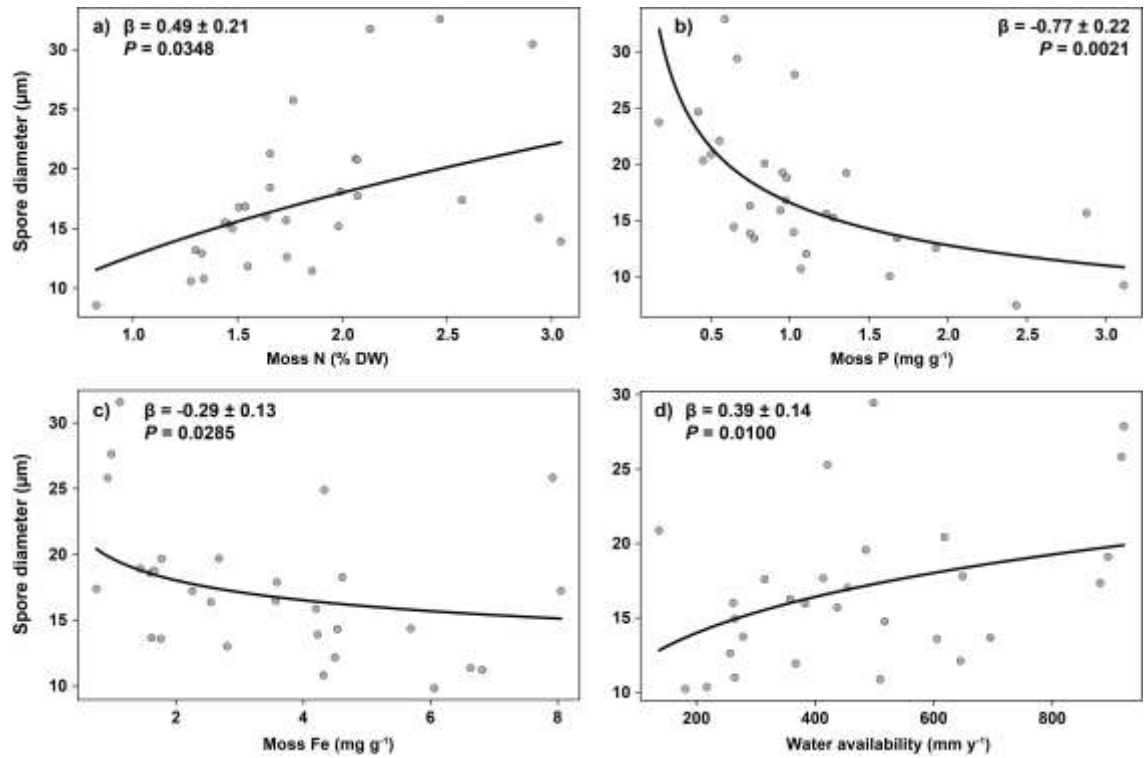 a)
β = 0.49 ± 0.21
P = 0.0348
Spore diameter (µm)
30
25
20
15
10
1.0 1.5 2.0 2.5 3.0
Moss N (% DW)
b)
β = -0.77 ± 0.22
P = 0.0021
30
25
20
15
10
0.5 1.0 1.5 2.0 2.5 3.0
Moss P (mg g⁻¹)
c)
β = -0.29 ± 0.13
P = 0.0285
Spore diameter (µm)
30
25
20
15
10
2 4 6 8
Moss Fe (mg g⁻¹)
d)
β = 0.39 ± 0.14
P = 0.0100
30
25
20
15
10
200 400 600 800
Water availability (mm y⁻¹)